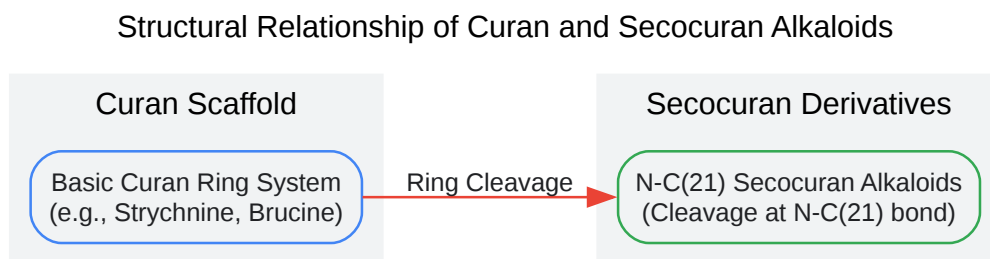 Structural Relationship of Curan and Secocuran Alkaloids
Curan Scaffold
Secocuran Derivatives
Basic Curan Ring System
(e.g., Strychnine, Brucine)
Ring Cleavage
N-C(21) Secocuran Alkaloids
(Cleavage at N-C(21) bond)